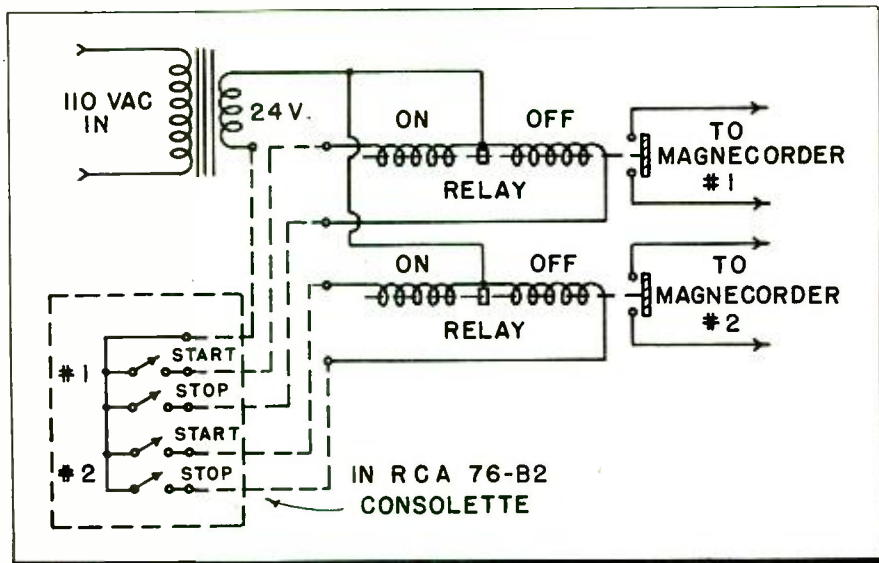 110 VAC
IN
24V.
ON
OFF
RELAY
TO
MAGNECORDER
#1
ON
OFF
RELAY
TO
MAGNECORDER
#2
#1
START
STOP
#2
START
STOP
IN RCA 76-B2
CONSOLETTE